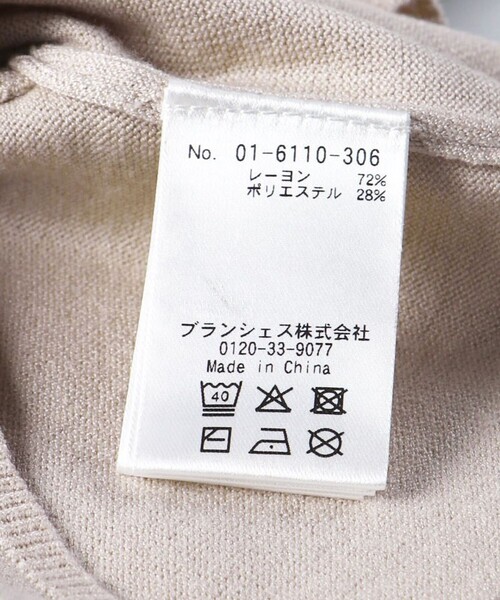 No. 01-6110-306
レーヨン 72%
ポリエステル 28%
ブランシェス株式会社
0120-33-9077
Made in China
40